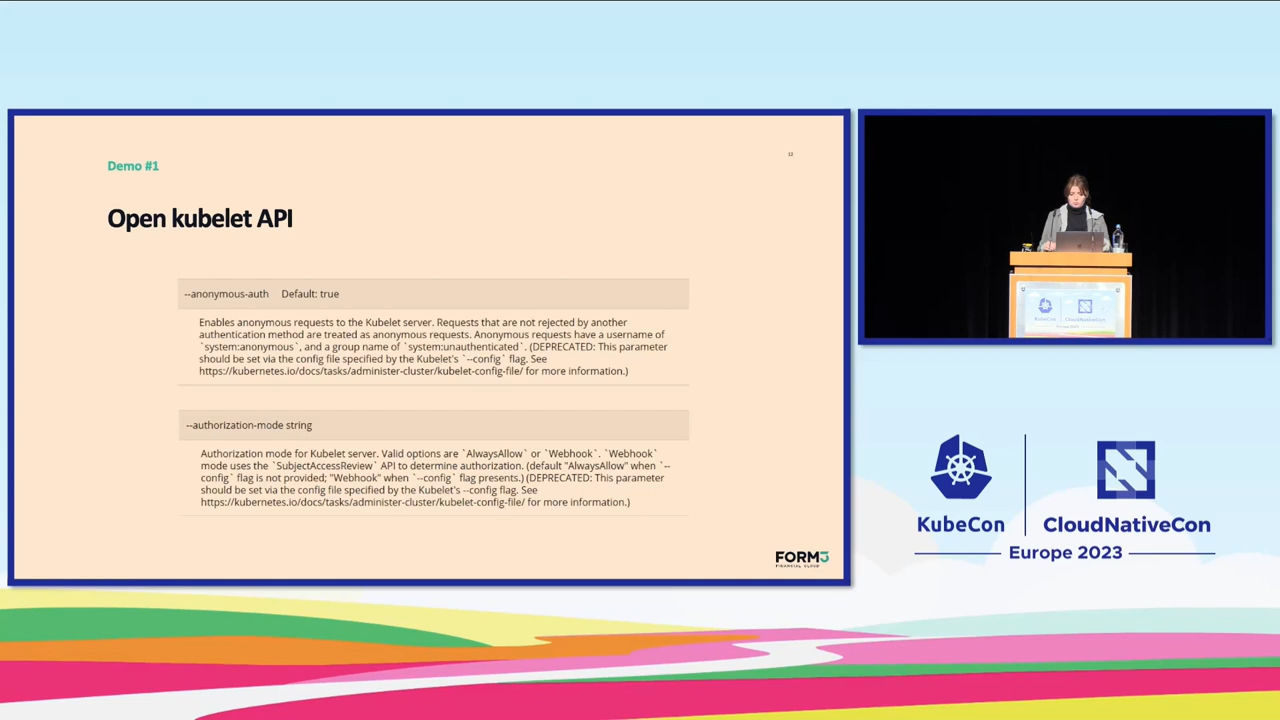 Demo #1
12
Open kubelet API
--anonymous-auth Default: true
Enables anonymous requests to the Kubelet server. Requests that are not rejected by another
authentication method are treated as anonymous requests. Anonymous requests have a username of
`system:anonymous`, and a group name of `system:unauthenticated`. (DEPRECATED: This parameter
should be set via the config file specified by the Kubelet's `--config` flag. See
https://kubernetes.io/docs/tasks/administer-cluster/kubelet-config-file/ for more information.)
--authorization-mode string
Authorization mode for Kubelet server. Valid options are `AlwaysAllow` or `Webhook`. `Webhook`
mode uses the `SubjectAccessReview` API to determine authorization. (default "AlwaysAllow" when `--
config` flag is not provided; "Webhook" when `--config` flag presents.) (DEPRECATED: This parameter
should be set via the config file specified by the Kubelet's --config flag. See
https://kubernetes.io/docs/tasks/administer-cluster/kubelet-config-file/ for more information.)
FORM3
FINANCIAL CLOUD
KubeCon
CloudNativeCon
Europe 2023